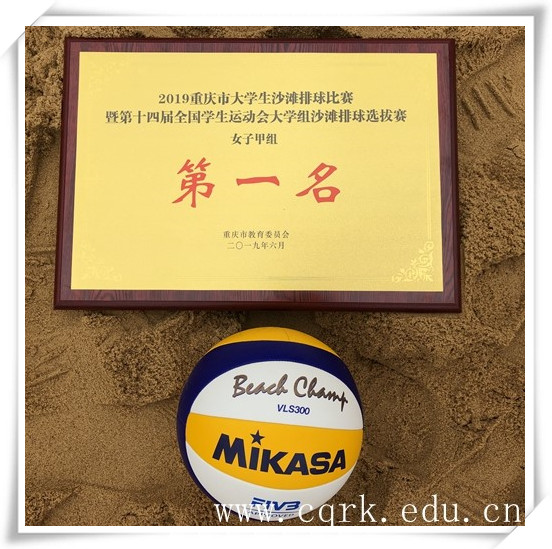 2019重庆市大学生沙滩排球比赛
暨第十四届全国学生运动会大学组沙滩排球选拔赛
女子甲组
第一名
重庆市教育委员会
二〇一九年六月
Beach Champ
VLS300
MIKASA
FIVB
www.cqrk.edu.cn